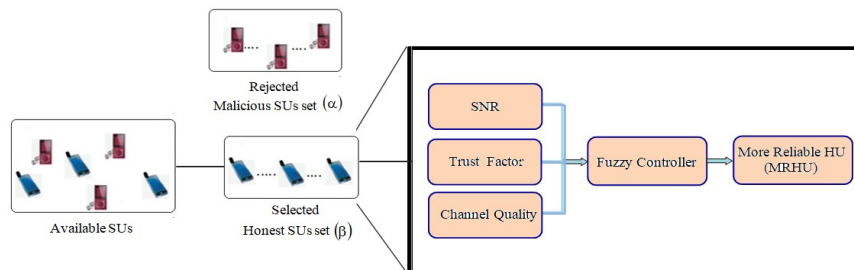 Rejected
Malicious SUs set (α)
Available SUs
Selected
Honest SUs set (β)
SNR
Trust Factor
Channel Quality
Fuzzy Controller
More Reliable HU
(MRHU)